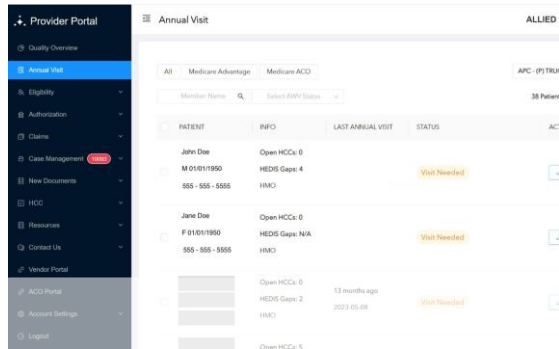 Provider Portal
Annual Visit
ALLIED
Quality Overview
Annual Visit
Eligibility
Authorization
Claims
Case Management
New Documents
HCC
Resources
Contact Us
Vendor Portal
ACO Portal
Account Settings
Logout
All Medicare Advantage Medicare ACO
APC - (P) TRU
Member Name Select AWV Status
38 Patient
PATIENT INFO LAST ANNUAL VISIT STATUS AC
John Doe Open HCCs: 0
M 01/01/1950 HEDIS Gaps: 4 Visit Needed
555 - 555 - 5555 HMO
Jane Doe Open HCCs: 0
F 01/01/1950 HEDIS Gaps: N/A Visit Needed
555 - 555 - 5555 HMO
Open HCCs: 0
HEDIS Gaps: 2 13 months ago Visit Needed
HMO 2023-05-08
Open HCCs: 5